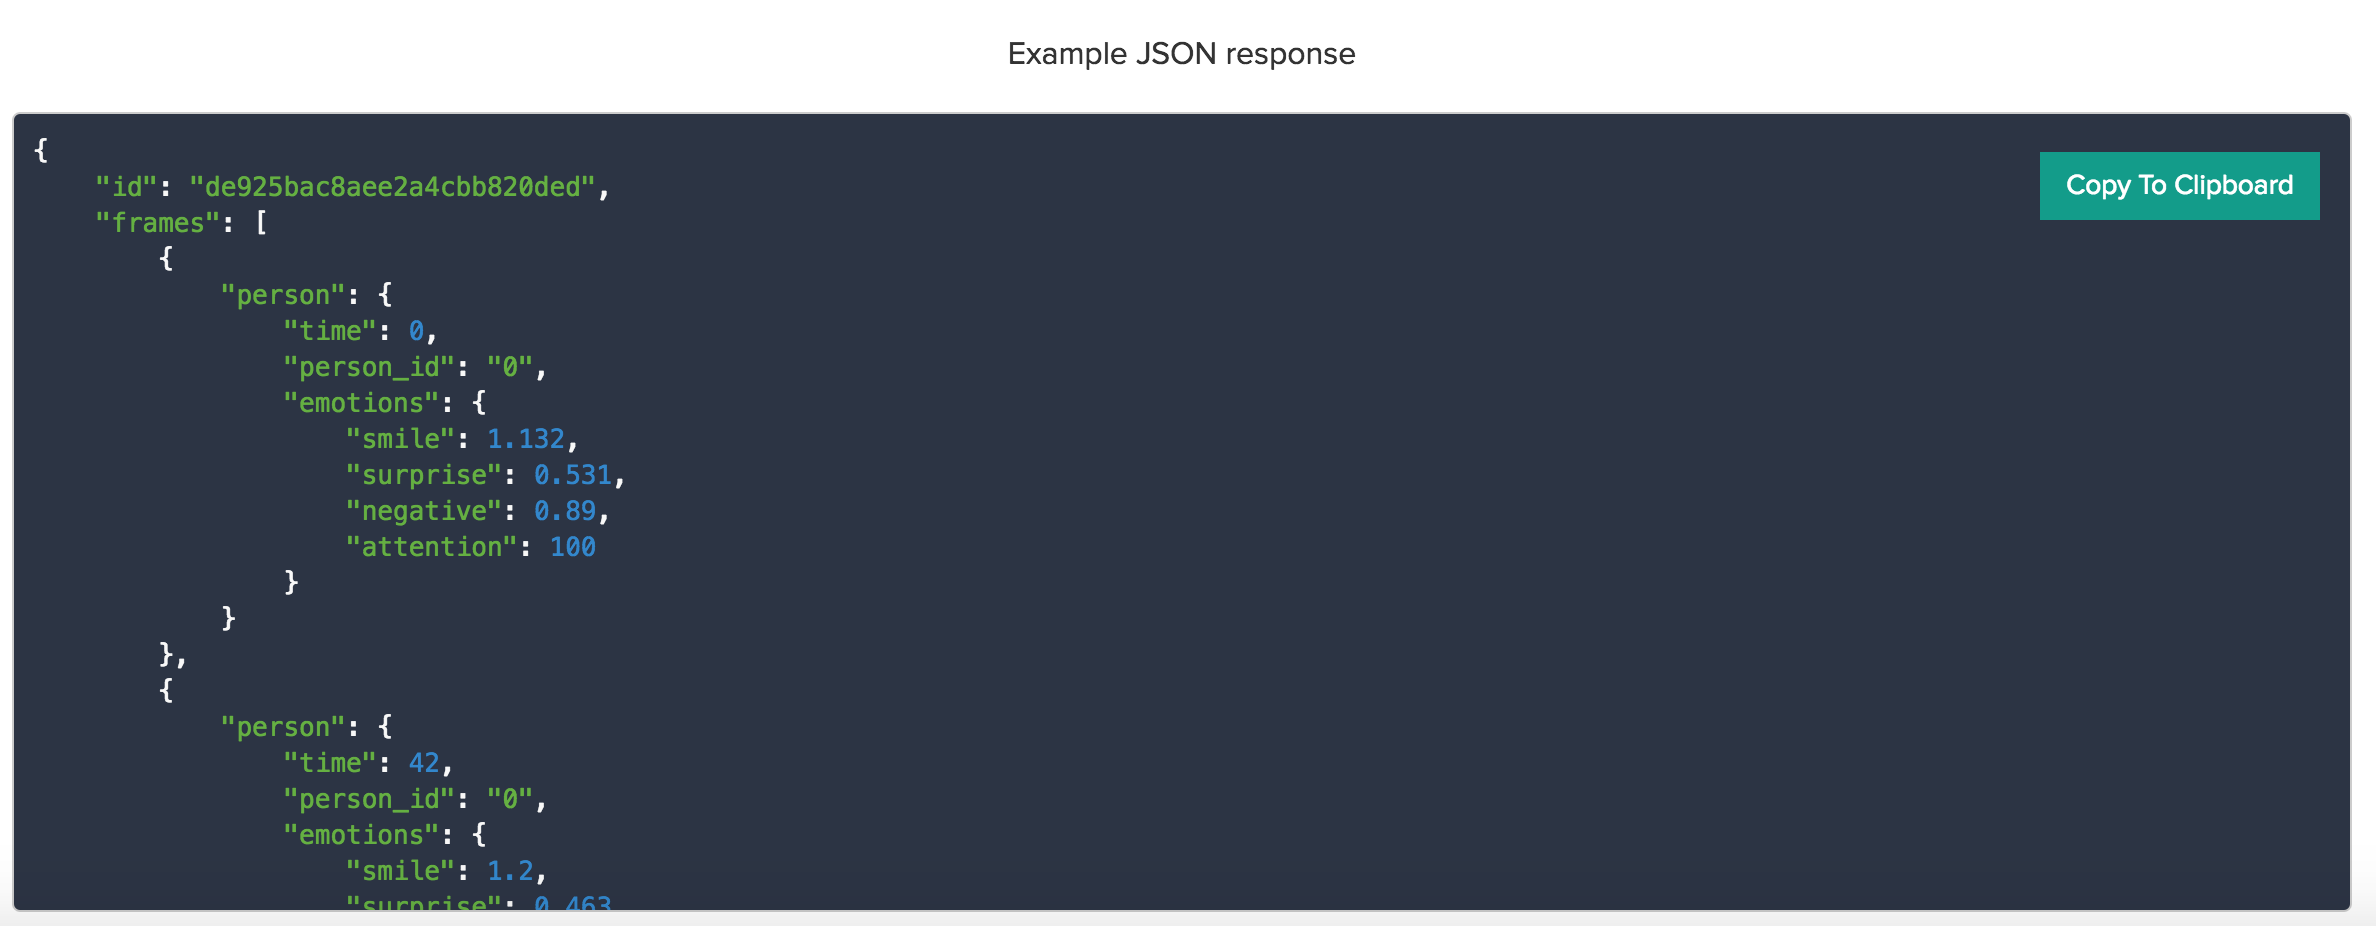 Example JSON response
{
Copy To Clipboard
    "id": "de925bac8aee2a4cbb820ded",
    "frames": [
        {
            "person": {
                "time": 0,
                "person_id": "0",
                "emotions": {
                    "smile": 1.132,
                    "surprise": 0.531,
                    "negative": 0.89,
                    "attention": 100
                }
            }
        },
        {
            "person": {
                "time": 42,
                "person_id": "0",
                "emotions": {
                    "smile": 1.2,
                    "surprise": 0.463